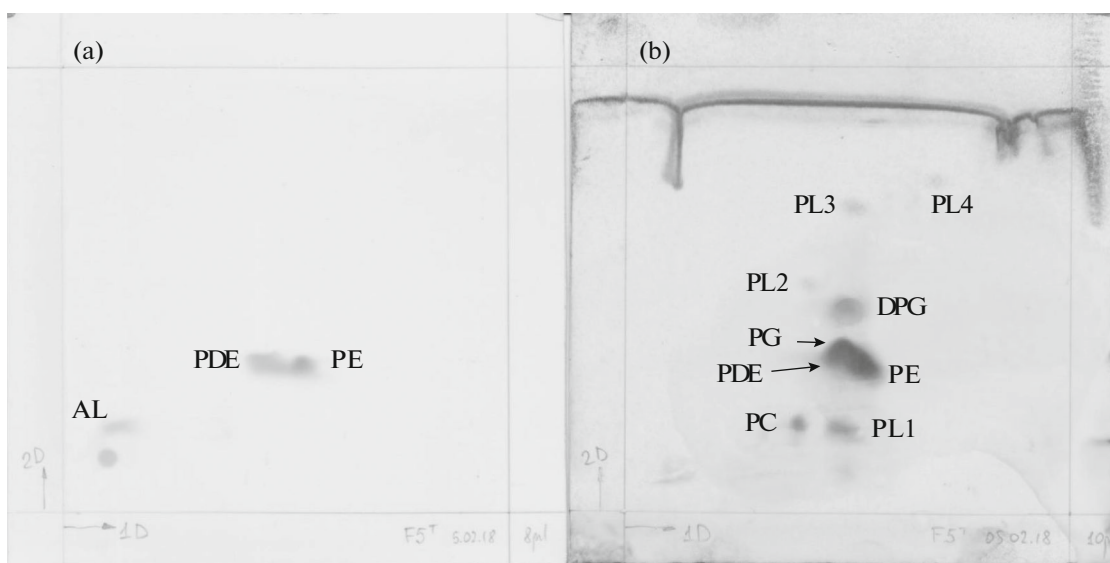 (a)
PDE PE
AL
2D
1D
F5ᵀ 5.02.18 8μl
(b)
PL3 PL4
PL2
DPG
PG
PDE
PE
PC PL1
2D
1D
F5ᵀ 05.02.18